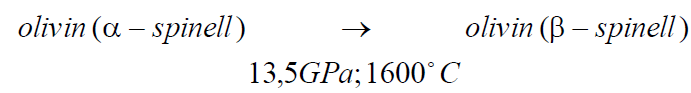 olivin (α – spinell) → olivin (β – spinell)
13,5GPa; 1600°C